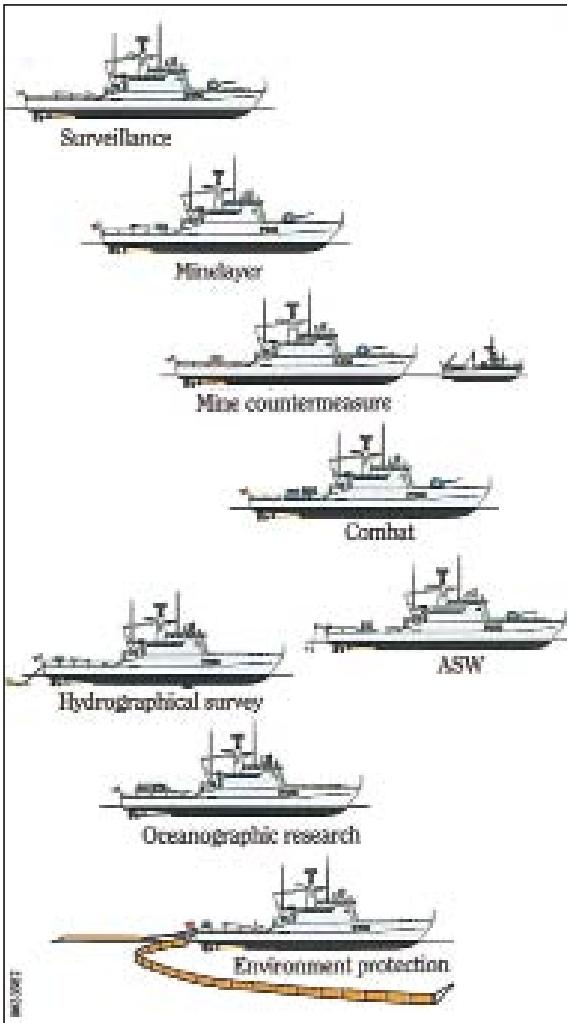 Surveillance
Minelayer
Mine countermeasure
Combat
ASW
Hydrographical survey
Oceanographic research
Environment protection